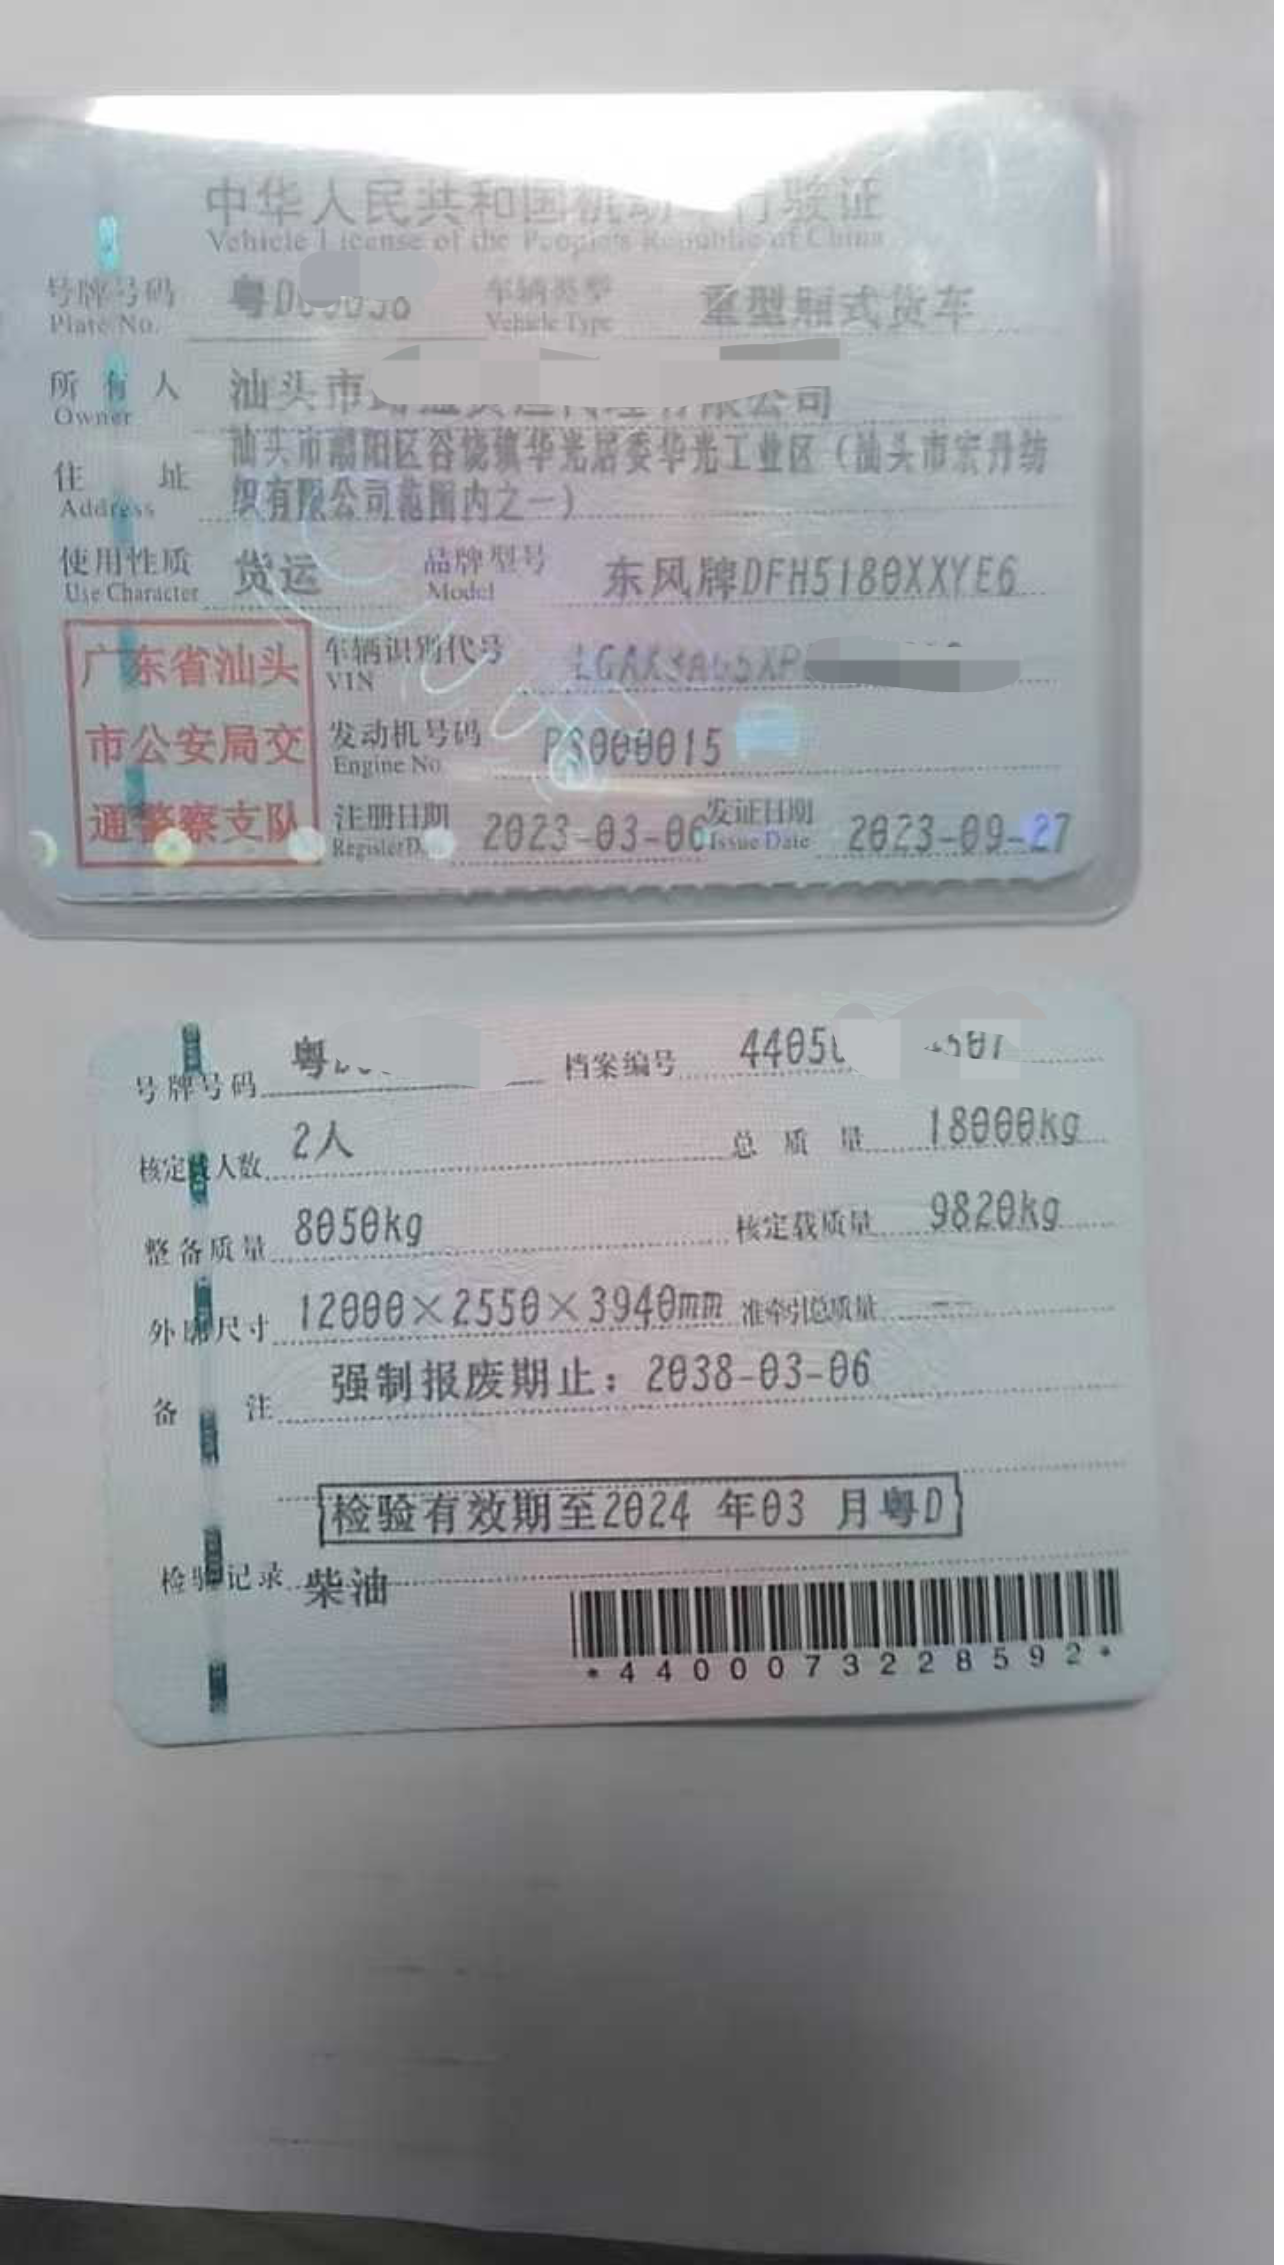 中华人民共和国机动 行驶证
Vehicle License of the People's Republic of China
号牌号码 粤D 车辆类型 重型厢式货车
Plate No. Vehicle Type
所有人 汕头市 公司
Owner
汕头市潮阳区谷饶镇华光居委华光工业区（汕头市宏丹纺
住址 织有限公司范围内之一）
Address
使用性质 货运 品牌型号 东风牌DFH5180XXYE6
Use Character Model
广东省汕头 车辆识别代号
VIN
市公安局交 发动机号码 PS000015
Engine No.
通警察支队 注册日期 2023-03-06 发证日期 2023-09-27
Register Issue Date
号牌号码 粤 档案编号 4405
核定 人数 2人 总质量 18000kg
整备质量 8050kg 核定载质量 9820kg
外廓尺寸 12000×2550×3940mm 准牵引总质量 --
备注 强制报废期止：2038-03-06
检验有效期至2024 年03 月粤D
检验记录 柴油
*4400073228592*